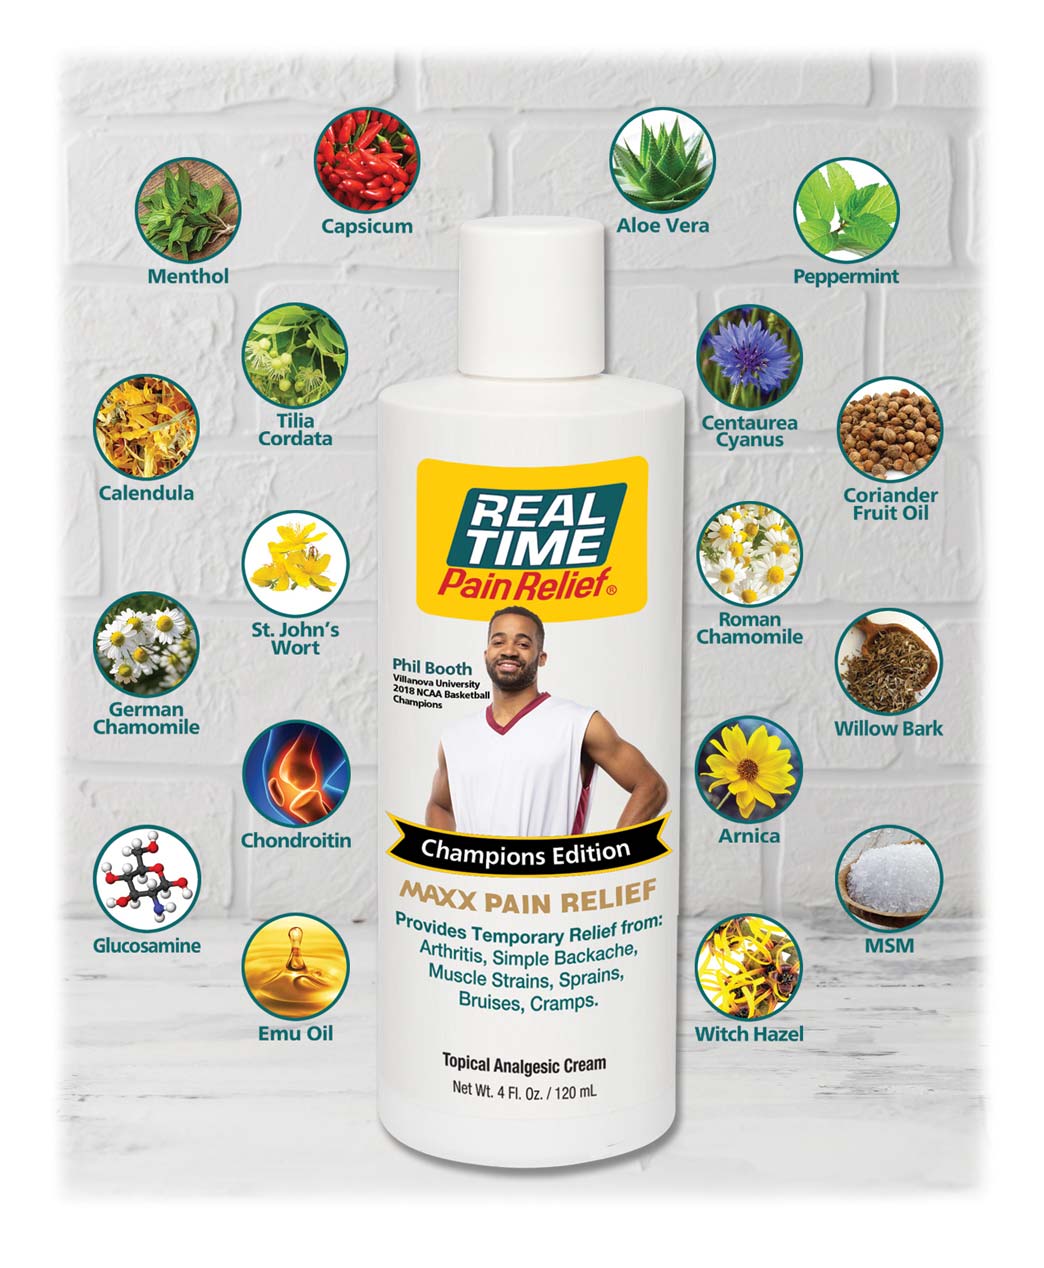 Capsicum
Aloe Vera
Menthol
Peppermint
Tilia
Cordata
Centaurea
Cyanus
Calendula
Coriander
Fruit Oil
St. John's
Wort
Roman
Chamomile
German
Chamomile
Willow Bark
Chondroitin
Arnica
Glucosamine
MSM
Emu Oil
Witch Hazel
REAL
TIME
Pain Relief®
Phil Booth
Villanova University
2018 NCAA Basketball
Champions
Champions Edition
MAXX PAIN RELIEF
Provides Temporary Relief from:
Arthritis, Simple Backache,
Muscle Strains, Sprains,
Bruises, Cramps.
Topical Analgesic Cream
Net Wt. 4 Fl. Oz. / 120 mL